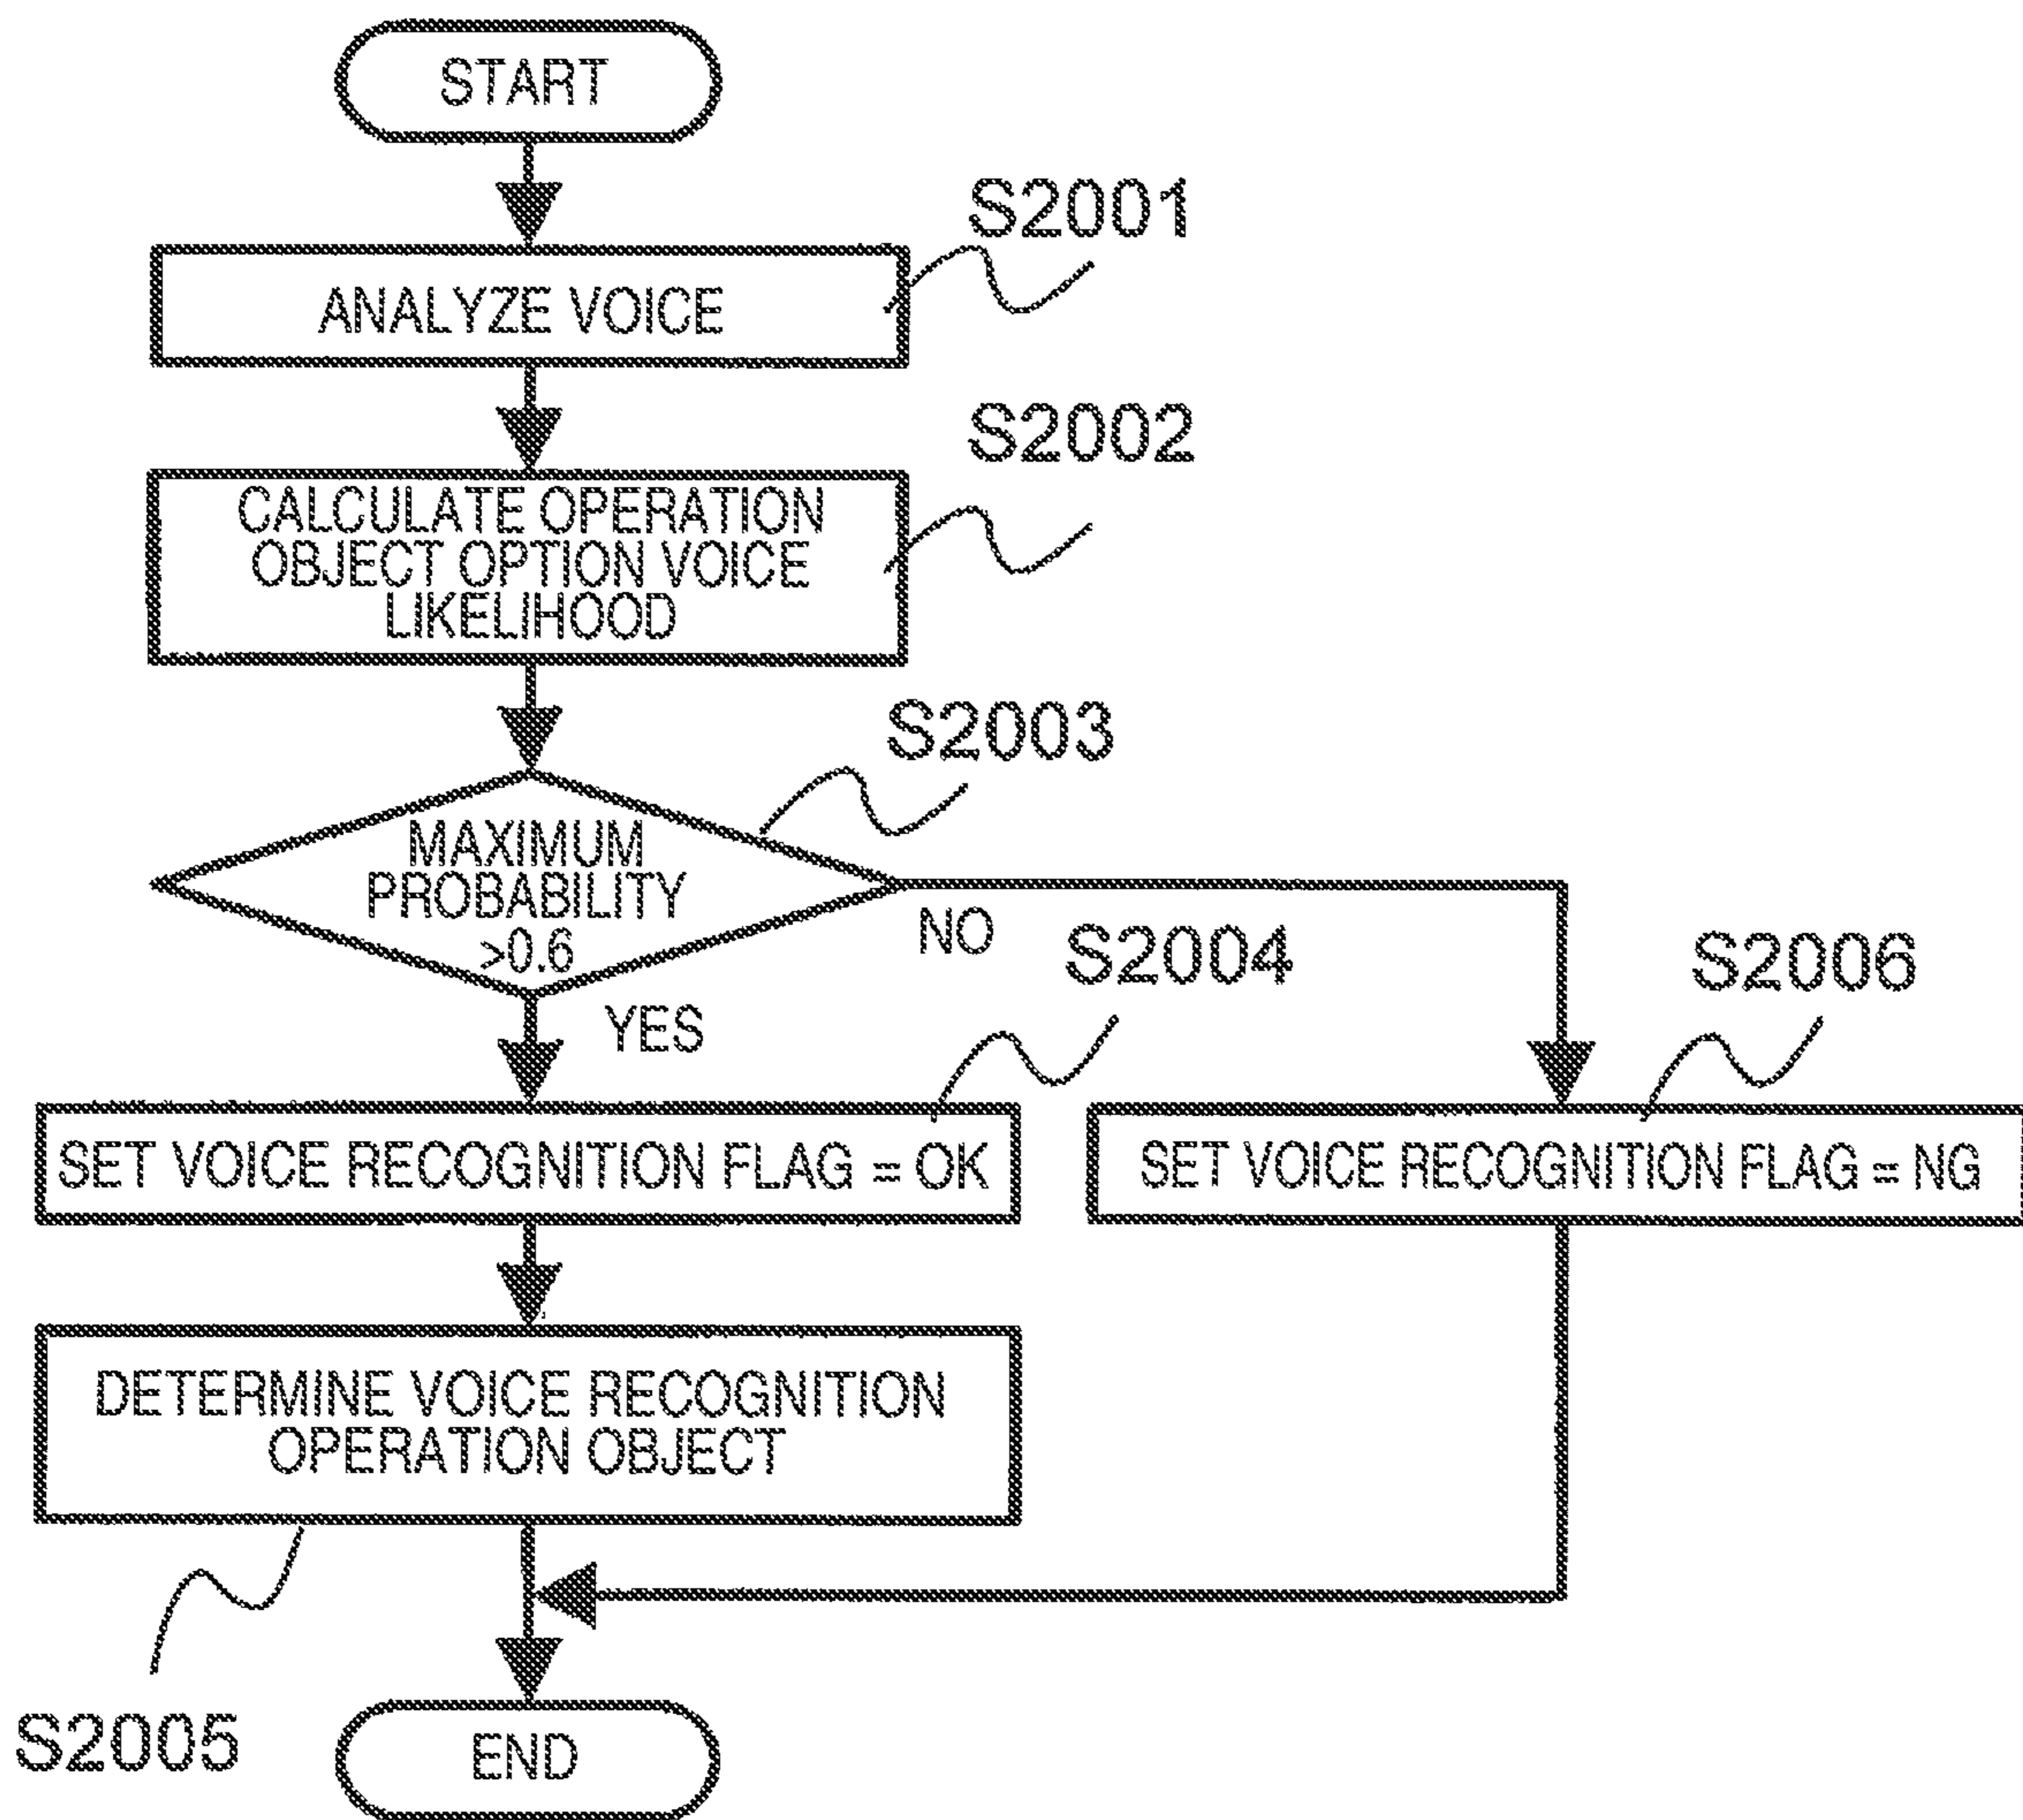 START
S2001
ANALYZE VOICE
S2002
CALCULATE OPERATION
OBJECT OPTION VOICE
LIKELIHOOD
S2003
MAXIMUM
PROBABILITY
>0.6
NO
YES
S2004
S2006
SET VOICE RECOGNITION FLAG = OK
SET VOICE RECOGNITION FLAG = NG
DETERMINE VOICE RECOGNITION
OPERATION OBJECT
S2005
END